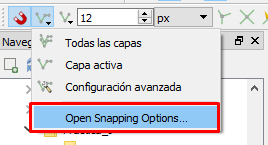 12 px
Naveg
Todas las capas
Capa activa
Configuración avanzada
Open Snapping Options...